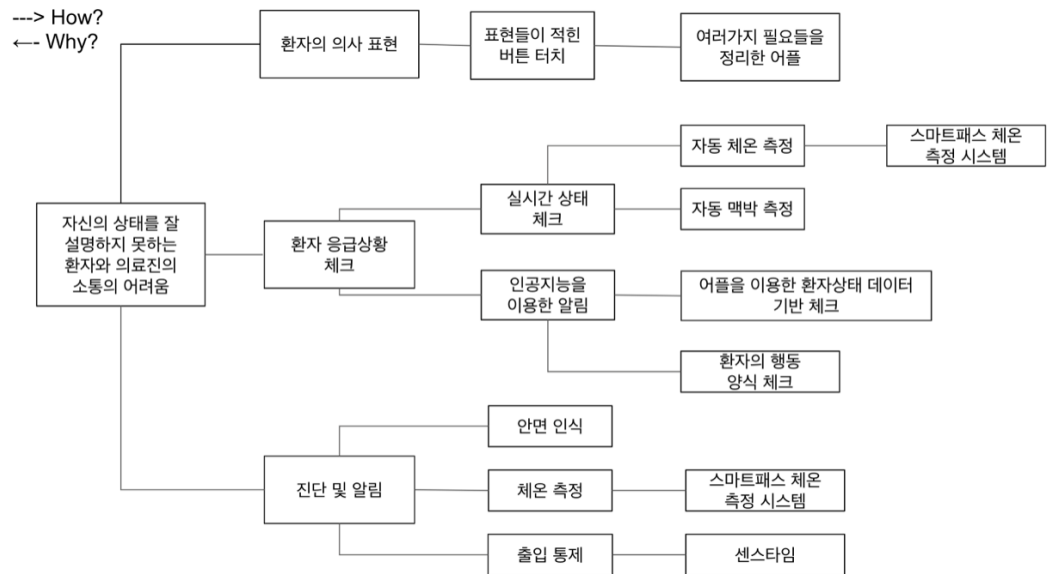 ---> How?
<-- Why?
환자의 의사 표현
표현들이 적힌
버튼 터치
여러가지 필요들을
정리한 어플
자동 체온 측정
스마트패스 체온
측정 시스템
실시간 상태
체크
자동 맥박 측정
자신의 상태를 잘
설명하지 못하는
환자와 의료진의
소통의 어려움
환자 응급상황
체크
인공지능을
이용한 알림
어플을 이용한 환자상태 데이터
기반 체크
환자의 행동
양식 체크
안면 인식
진단 및 알림
체온 측정
스마트패스 체온
측정 시스템
출입 통제
센스타임